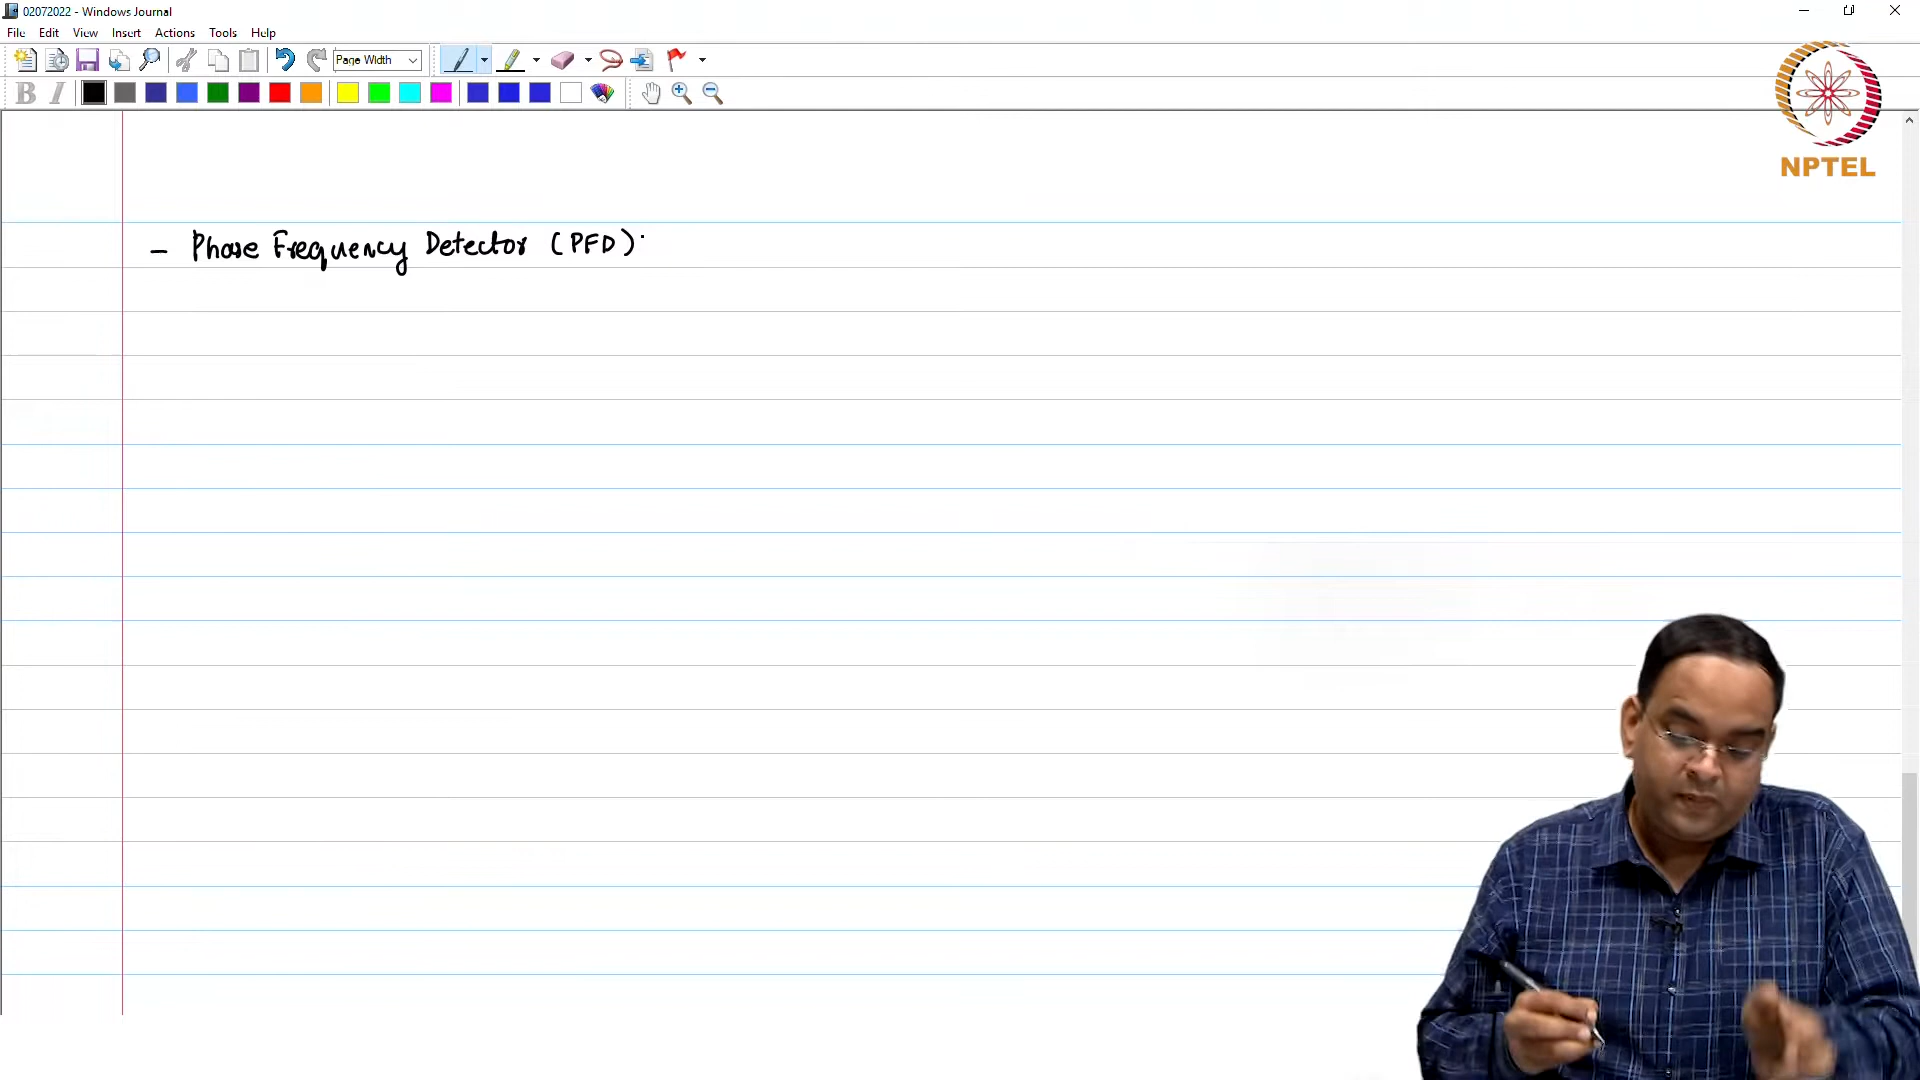 02072022 - Windows Journal
File Edit View Insert Actions Tools Help
Page Width
B I
NPTEL
- Phase Frequency Detector (PFD)